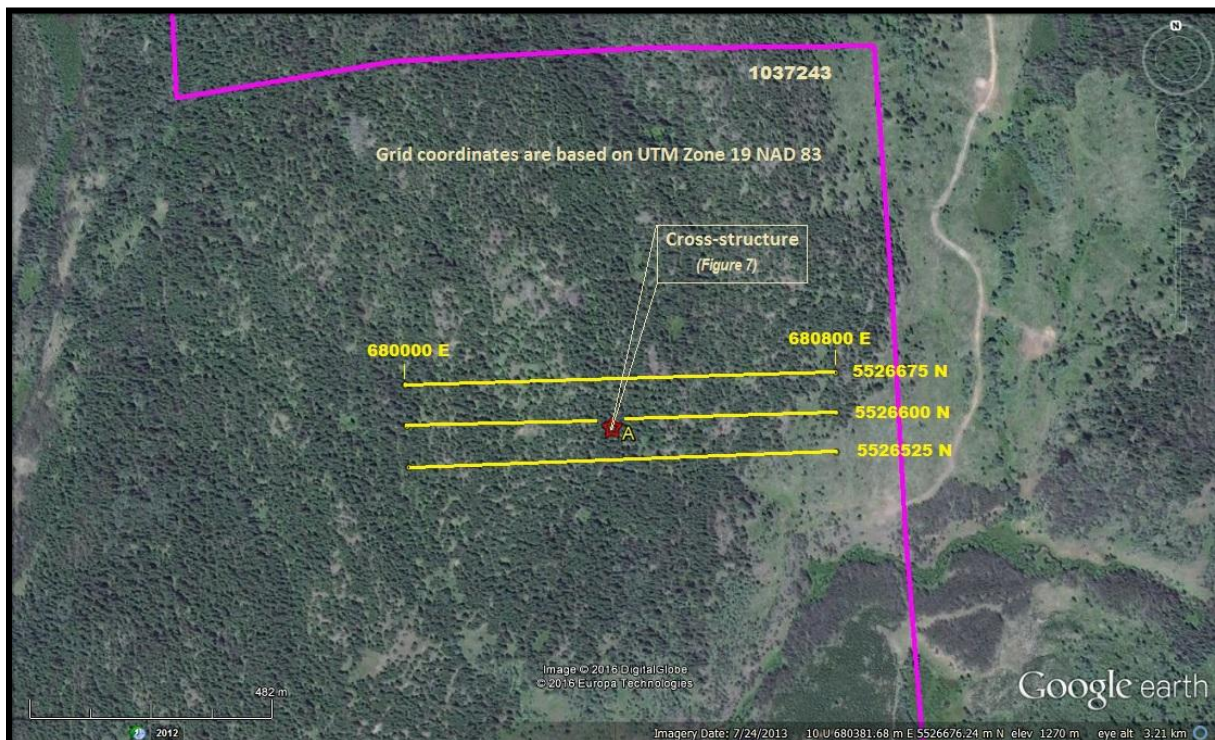 N
1037243
Grid coordinates are based on UTM Zone 19 NAD 83
Cross-structure
(Figure 7)
680000 E
680800 E
5526675 N
5526600 N
A
5526525 N
Image © 2016 DigitalGlobe
© 2016 Europa Technologies
Google earth
482 m
2012
Imagery Date: 7/24/2013 10 U 680381.68 m E 5526676.24 m N elev 1270 m eye alt 3.21 km